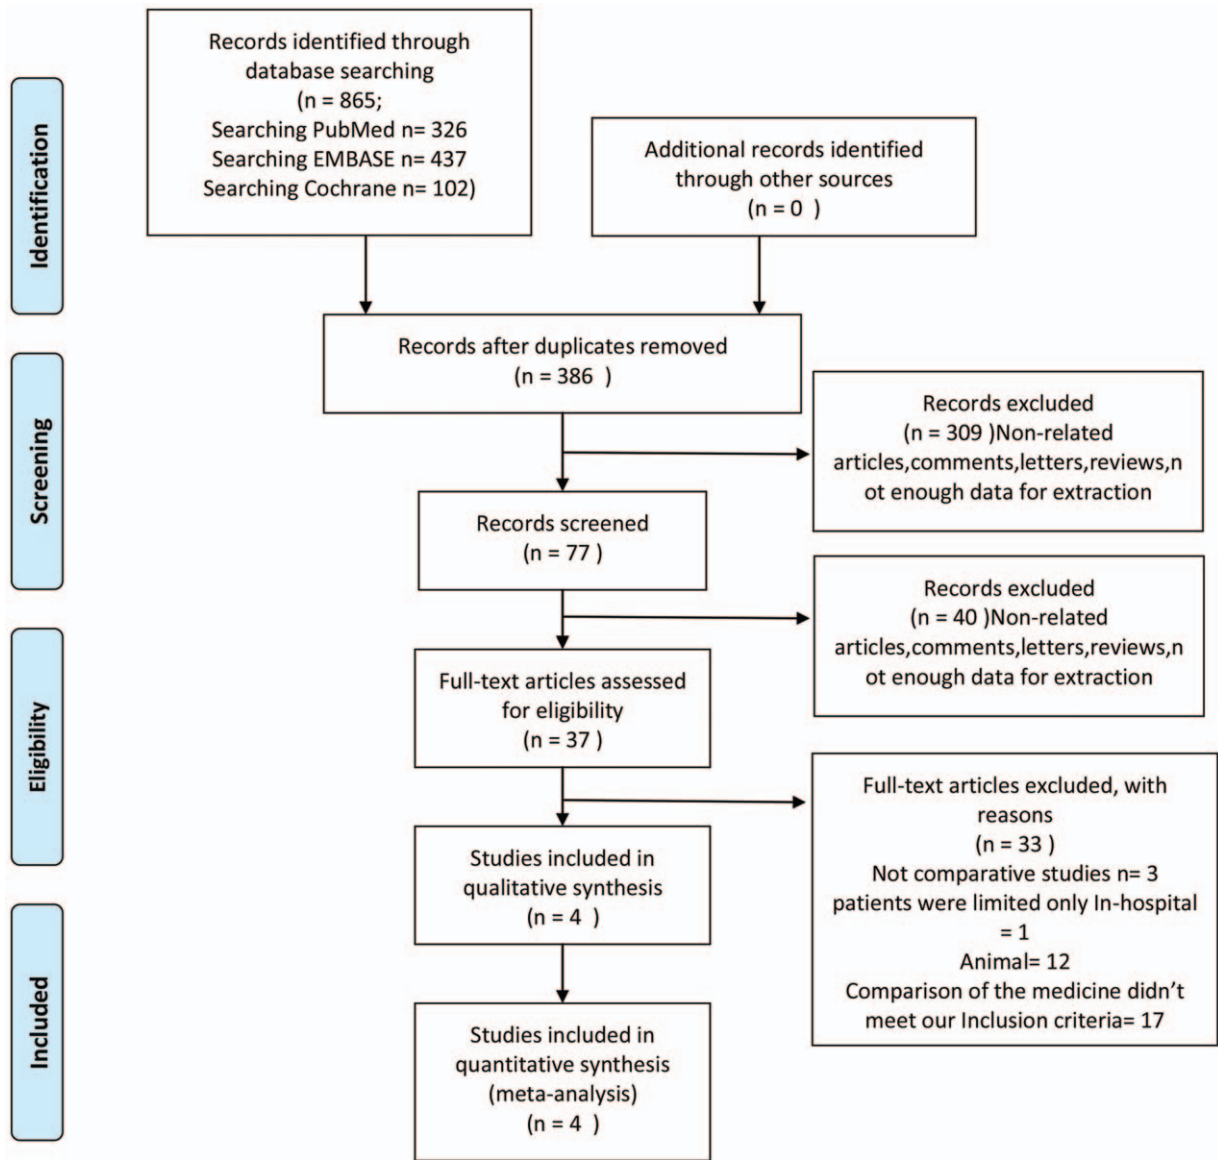 Identification
Records identified through
database searching
(n = 865;
Searching PubMed n= 326
Searching EMBASE n= 437
Searching Cochrane n= 102)
Additional records identified
through other sources
(n = 0 )
Records after duplicates removed
(n = 386 )
Screening
Records excluded
(n = 309 )Non-related
articles,comments,letters,reviews,n
ot enough data for extraction
Records screened
(n = 77 )
Records excluded
(n = 40 )Non-related
articles,comments,letters,reviews,n
ot enough data for extraction
Eligibility
Full-text articles assessed
for eligibility
(n = 37 )
Full-text articles excluded, with
reasons
(n = 33 )
Not comparative studies n= 3
patients were limited only In-hospital
= 1
Animal= 12
Comparison of the medicine didn't
meet our Inclusion criteria= 17
Studies included in
qualitative synthesis
(n = 4 )
Included
Studies included in
quantitative synthesis
(meta-analysis)
(n = 4 )